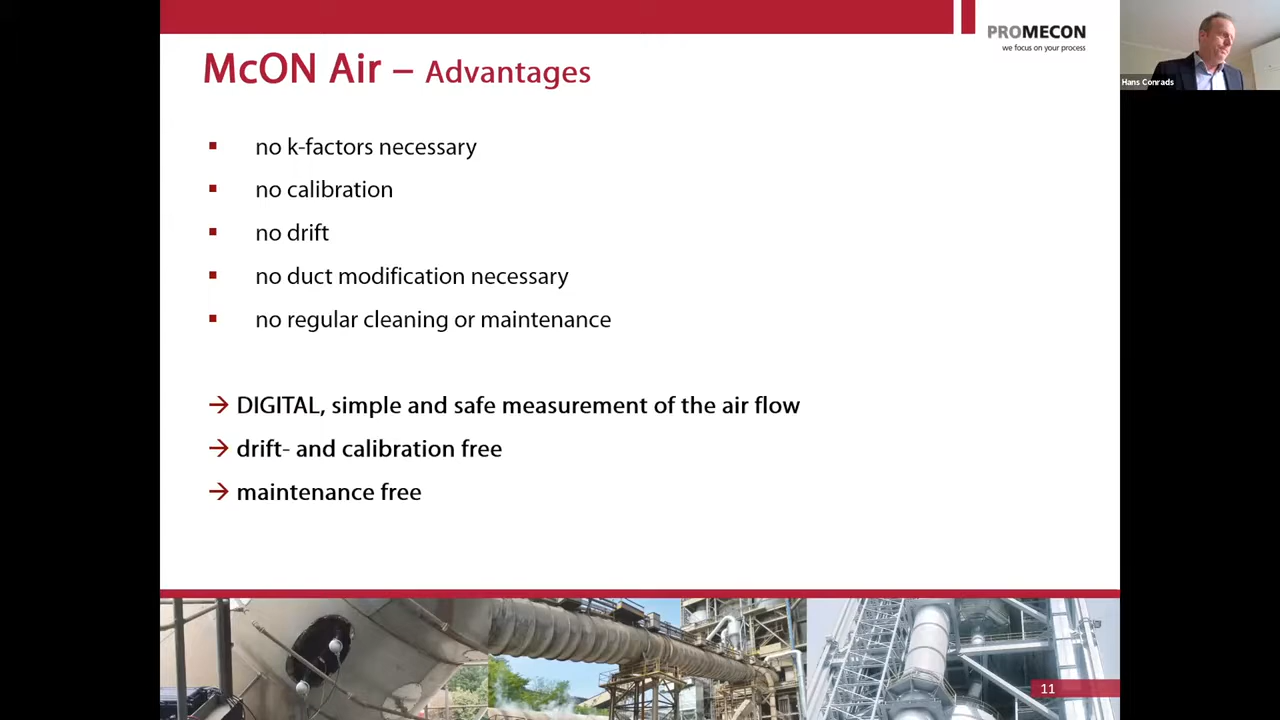 PROMECON
we focus on your process
Hans Conrads
McON Air – Advantages
▪ no k-factors necessary
▪ no calibration
▪ no drift
▪ no duct modification necessary
▪ no regular cleaning or maintenance
→ DIGITAL, simple and safe measurement of the air flow
→ drift- and calibration free
→ maintenance free
11